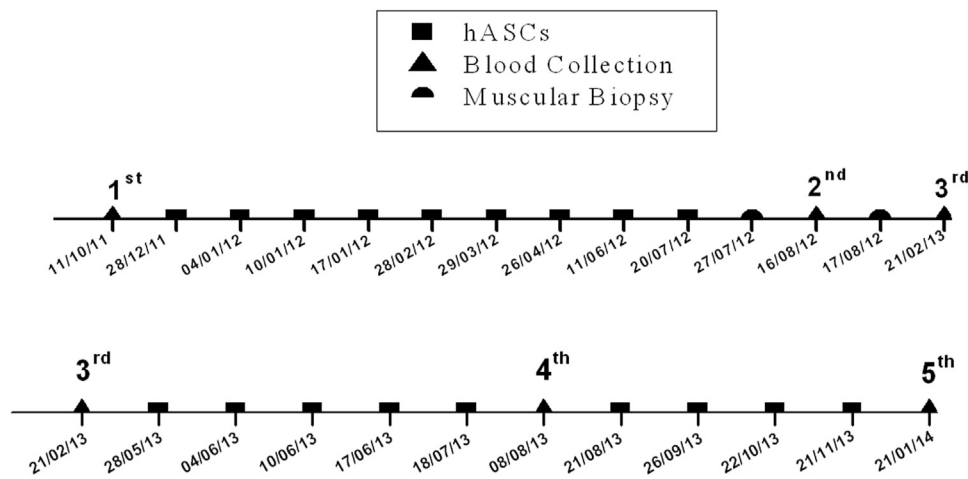 hASCs
Blood Collection
Muscular Biopsy
1st 2nd 3rd
11/10/11 28/12/11 04/01/12 10/01/12 17/01/12 28/02/12 29/03/12 26/04/12 11/06/12 20/07/12 27/07/12 16/08/12 17/08/12 21/02/13
3rd 4th 5th
21/02/13 28/05/13 04/06/13 10/06/13 17/06/13 18/07/13 08/08/13 21/08/13 26/09/13 22/10/13 21/11/13 21/01/14